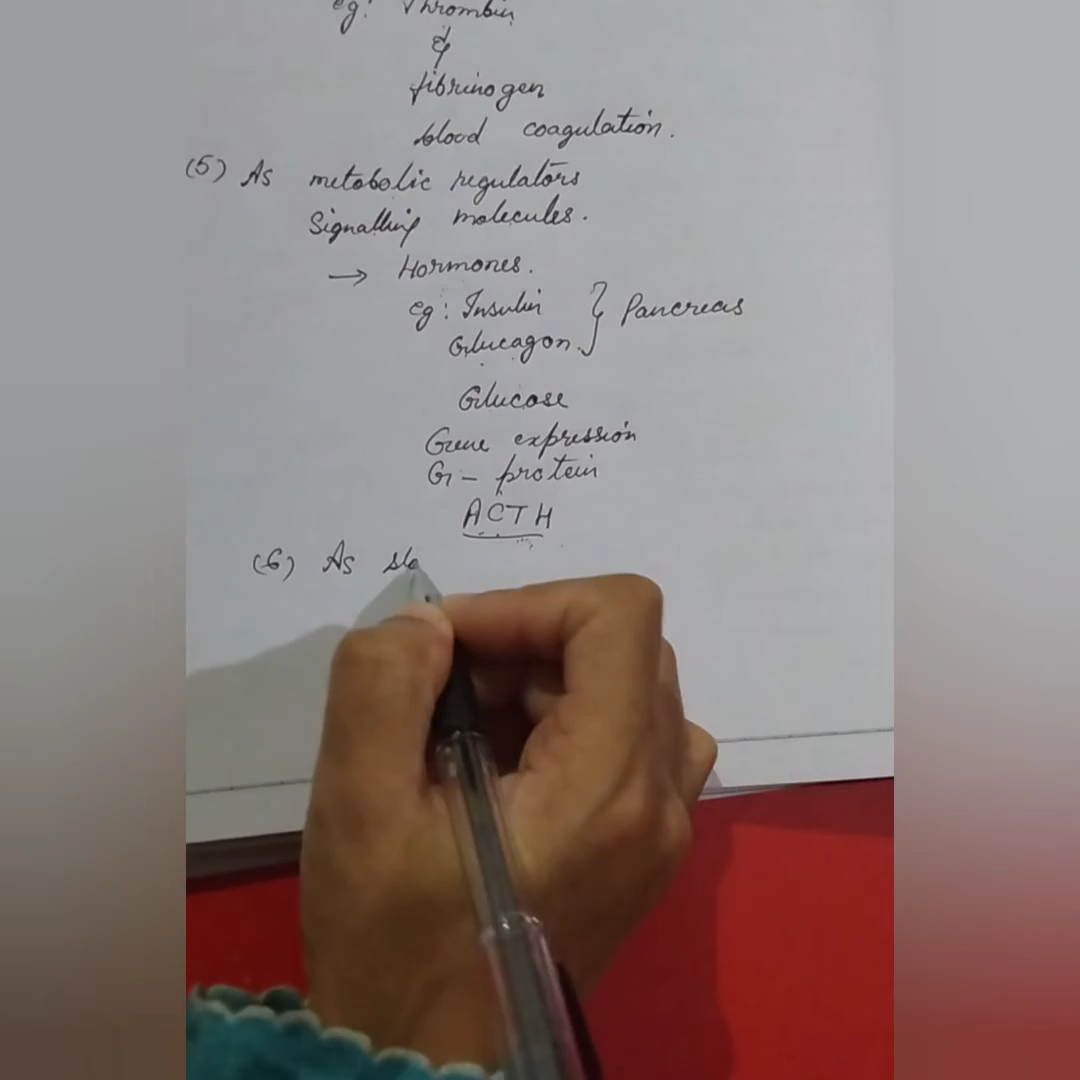 eg: Thrombin
&
fibrinogen
blood coagulation.
(5) As metabolic regulators
Signalling molecules.
→ Hormones.
eg: Insulin } Pancreas
Glucagon.
Glucose
Gene expression
G - protein
ACTH
(6) As